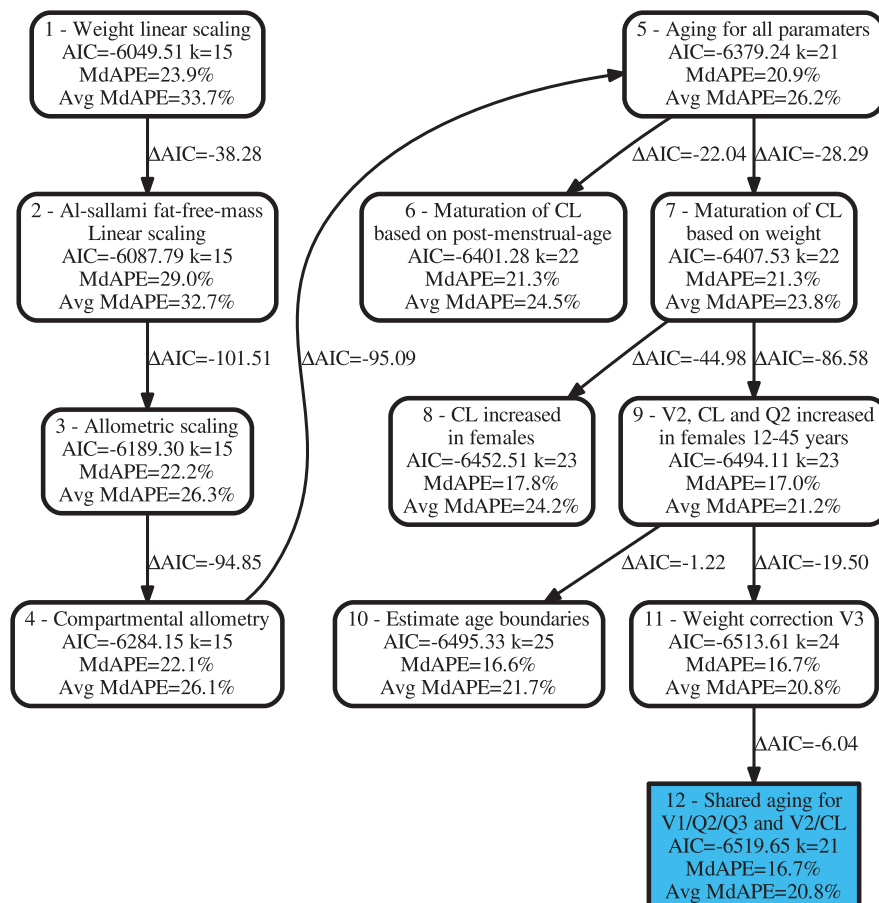 1 - Weight linear scaling
AIC=-6049.51 k=15
MdAPE=23.9%
Avg MdAPE=33.7%
ΔAIC=-38.28
2 - Al-sallami fat-free-mass
Linear scaling
AIC=-6087.79 k=15
MdAPE=29.0%
Avg MdAPE=32.7%
ΔAIC=-101.51
3 - Allometric scaling
AIC=-6189.30 k=15
MdAPE=22.2%
Avg MdAPE=26.3%
ΔAIC=-94.85
4 - Compartmental allometry
AIC=-6284.15 k=15
MdAPE=22.1%
Avg MdAPE=26.1%
ΔAIC=-95.09
5 - Aging for all paramaters
AIC=-6379.24 k=21
MdAPE=20.9%
Avg MdAPE=26.2%
ΔAIC=-22.04
ΔAIC=-28.29
6 - Maturation of CL
based on post-menstrual-age
AIC=-6401.28 k=22
MdAPE=21.3%
Avg MdAPE=24.5%
7 - Maturation of CL
based on weight
AIC=-6407.53 k=22
MdAPE=21.3%
Avg MdAPE=23.8%
ΔAIC=-44.98
ΔAIC=-86.58
8 - CL increased
in females
AIC=-6452.51 k=23
MdAPE=17.8%
Avg MdAPE=24.2%
9 - V2, CL and Q2 increased
in females 12-45 years
AIC=-6494.11 k=23
MdAPE=17.0%
Avg MdAPE=21.2%
ΔAIC=-1.22
ΔAIC=-19.50
10 - Estimate age boundaries
AIC=-6495.33 k=25
MdAPE=16.6%
Avg MdAPE=21.7%
11 - Weight correction V3
AIC=-6513.61 k=24
MdAPE=16.7%
Avg MdAPE=20.8%
ΔAIC=-6.04
12 - Shared aging for
V1/Q2/Q3 and V2/CL
AIC=-6519.65 k=21
MdAPE=16.7%
Avg MdAPE=20.8%